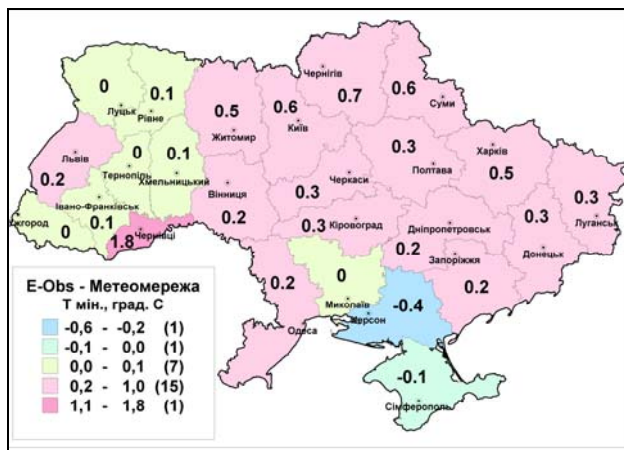 Чернігів
0.7
0.6
Суми
0
0.1
Луцьк
Рівне
0.5
Житомир
0.6
Київ
0.3
Полтава
Харків
0.5
Львів
0.2
0
Тернопіль
0.1
Хмельницький
Вінниця
0.2
Черкаси
0.3
0.3
Луганськ
Івано-Франківськ
0.1
Ужгород
0
Чернівці
1.8
0.3
Кіровоград
Дніпропетровськ
0.2
Запоріжжя
0.2
0.3
Донецьк
0.2
Одеса
0
Миколаїв
-0.4
Херсон
-0.1
Сімферополь
E-Obs - Метеомережа
Т мін., град. С
-0,6 - -0,2 (1)
-0,1 - 0,0 (1)
0,0 - 0,1 (7)
0,2 - 1,0 (15)
1,1 - 1,8 (1)